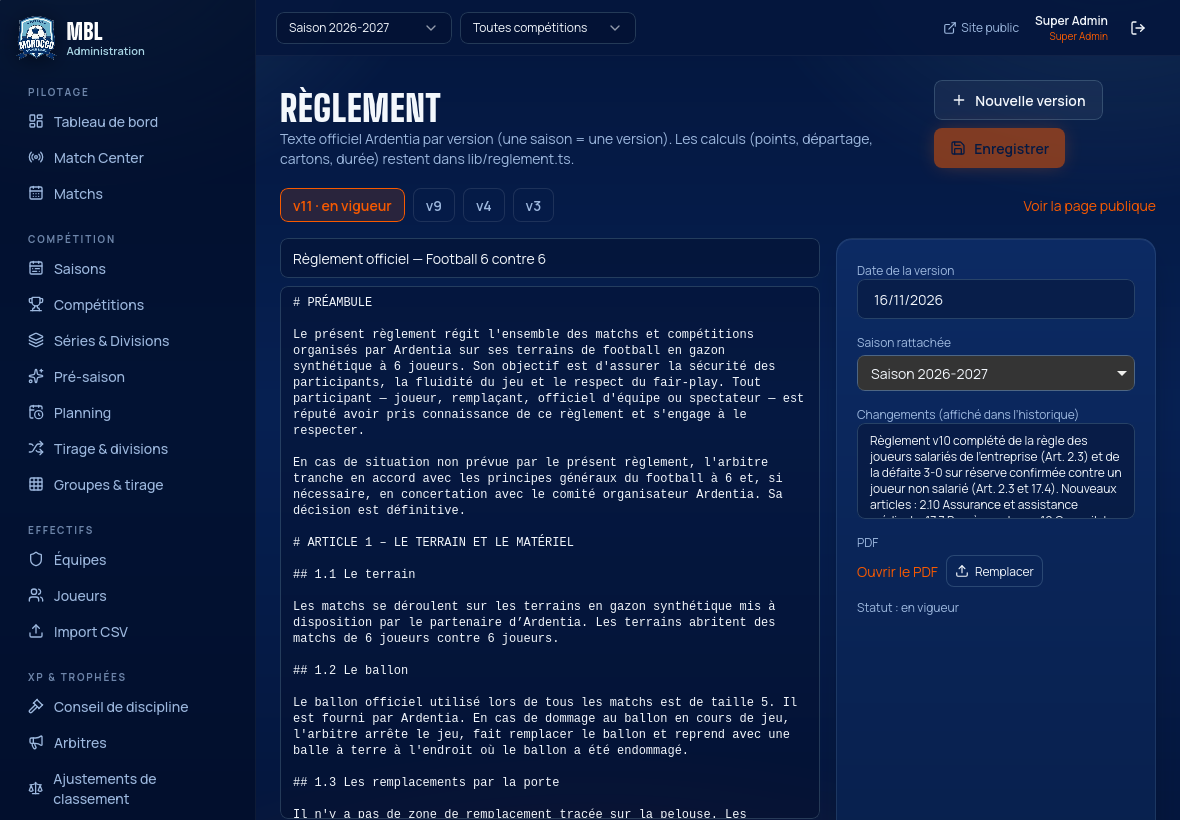 MBL
Administration
MOROCCO
PILOTAGE
Tableau de bord
Match Center
Matchs
COMPÉTITION
Saisons
Compétitions
Séries & Divisions
Pré-saison
Planning
Tirage & divisions
Groupes & tirage
EFFECTIFS
Équipes
Joueurs
Import CSV
XP & TROPHÉES
Conseil de discipline
Arbitres
Ajustements de
classement
Saison 2026-2027
Toutes compétitions
Site public
Super Admin
Super Admin
RÈGLEMENT
Texte officiel Ardentia par version (une saison = une version). Les calculs (points, départage,
cartons, durée) restent dans lib/reglement.ts.
Nouvelle version
Enregistrer
v11 · en vigueur
v9
v4
v3
Voir la page publique
Règlement officiel — Football 6 contre 6
# PRÉAMBULE
Le présent règlement régit l'ensemble des matchs et compétitions
organisés par Ardentia sur ses terrains de football en gazon
synthétique à 6 joueurs. Son objectif est d'assurer la sécurité des
participants, la fluidité du jeu et le respect du fair-play. Tout
participant — joueur, remplaçant, officiel d'équipe ou spectateur — est
réputé avoir pris connaissance de ce règlement et s'engage à le
respecter.
En cas de situation non prévue par le présent règlement, l'arbitre
tranche en accord avec les principes généraux du football à 6 et, si
nécessaire, en concertation avec le comité organisateur Ardentia. Sa
décision est définitive.
# ARTICLE 1 – LE TERRAIN ET LE MATÉRIEL
## 1.1 Le terrain
Les matchs se déroulent sur les terrains en gazon synthétique mis à
disposition par le partenaire d’Ardentia. Les terrains abritent des
matchs de 6 joueurs contre 6 joueurs.
## 1.2 Le ballon
Le ballon officiel utilisé lors de tous les matchs est de taille 5. Il
est fourni par Ardentia. En cas de dommage au ballon en cours de jeu,
l'arbitre arrête le jeu, fait remplacer le ballon et reprend avec une
balle à terre à l'endroit où le ballon a été endommagé.
## 1.3 Les remplacements par la porte
Il n'y a pas de zone de remplacement tracée sur la pelouse. Les
Date de la version
16/11/2026
Saison rattachée
Saison 2026-2027
Changements (affiché dans l'historique)
Règlement v10 complété de la règle des
joueurs salariés de l'entreprise (Art. 2.3) et de
la défaite 3-0 sur réserve confirmée contre un
joueur non salarié (Art. 2.3 et 17.4). Nouveaux
articles : 2.10 Assurance et assistance
PDF
Ouvrir le PDF
Remplacer
Statut : en vigueur